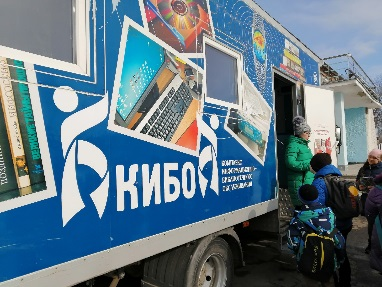 КИБО
КОМПЛЕКС
ИНФОРМАЦИОННО-
БИБЛИОТЕЧНОГО
ОБСЛУЖИВАНИЯ